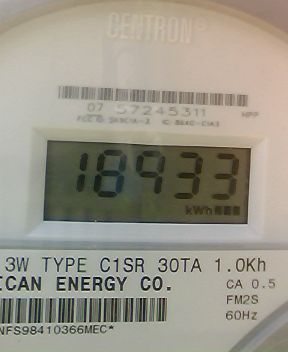 CENTRON®
07 57245311 MPP
18933
kWh
3W TYPE C1SR 30TA 1.0Kh
ICAN ENERGY CO. CA 0.5
FM2S
NFS98410366MEC* 60Hz